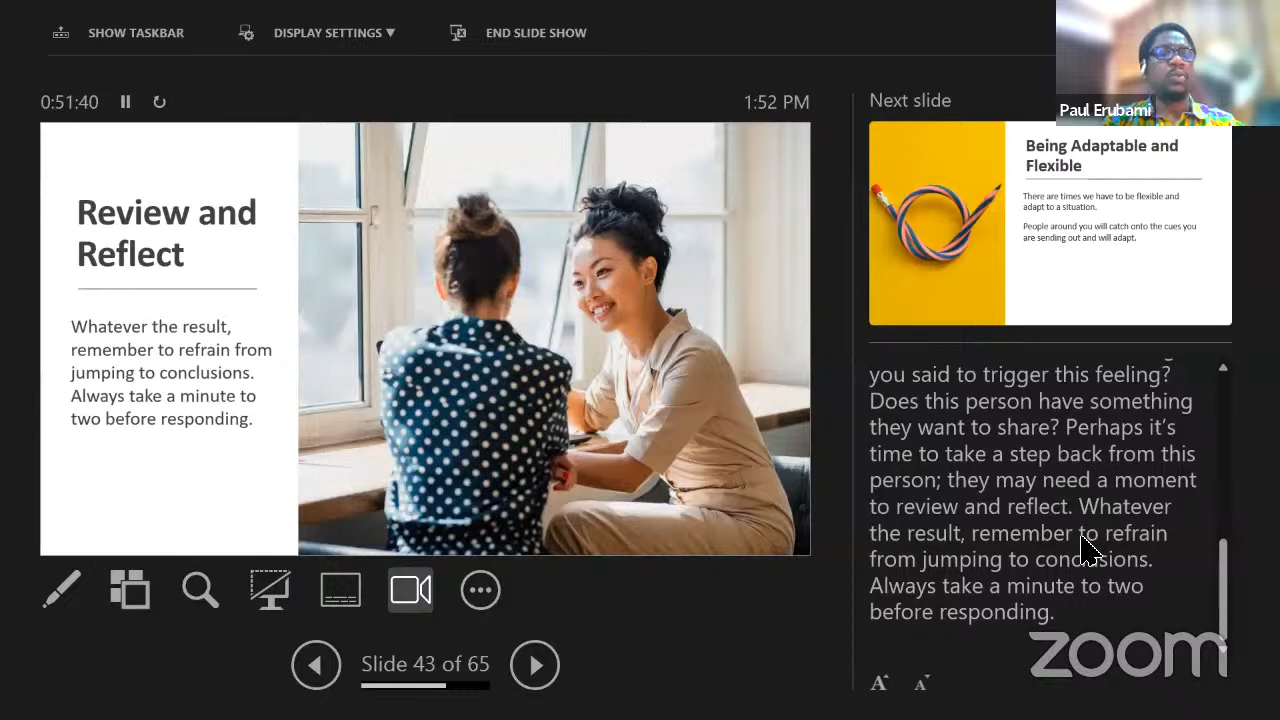 SHOW TASKBAR
DISPLAY SETTINGS ▼
END SLIDE SHOW
Paul Erubami
0:51:40
1:52 PM
Next slide
Review and
Reflect
Whatever the result,
remember to refrain from
jumping to conclusions.
Always take a minute to
two before responding.
Being Adaptable and
Flexible
There are times we have to be flexible and
adapt to a situation.
People around you will catch onto the cues you
are sending out and will adapt.
you said to trigger this feeling?
Does this person have something
they want to share? Perhaps it's
time to take a step back from this
person; they may need a moment
to review and reflect. Whatever
the result, remember to refrain
from jumping to conclusions.
Always take a minute to two
before responding.
Slide 43 of 65
A A
zoom